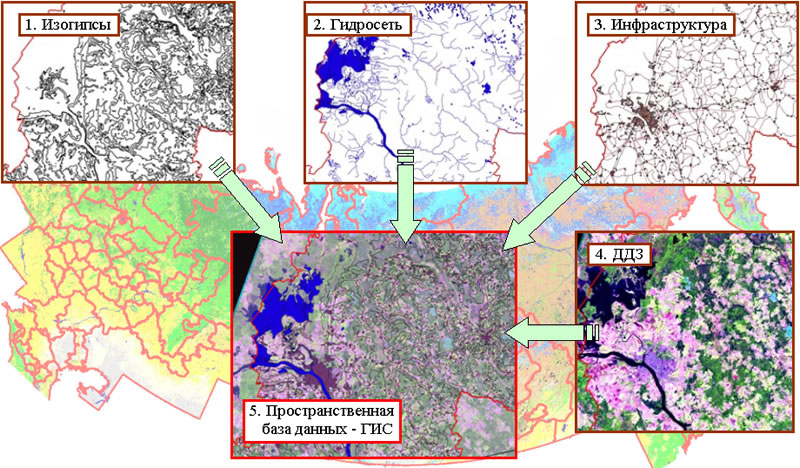 1. Изогипсы
2. Гидросеть
3. Инфраструктура
4. ДДЗ
5. Пространственная
база данных - ГИС